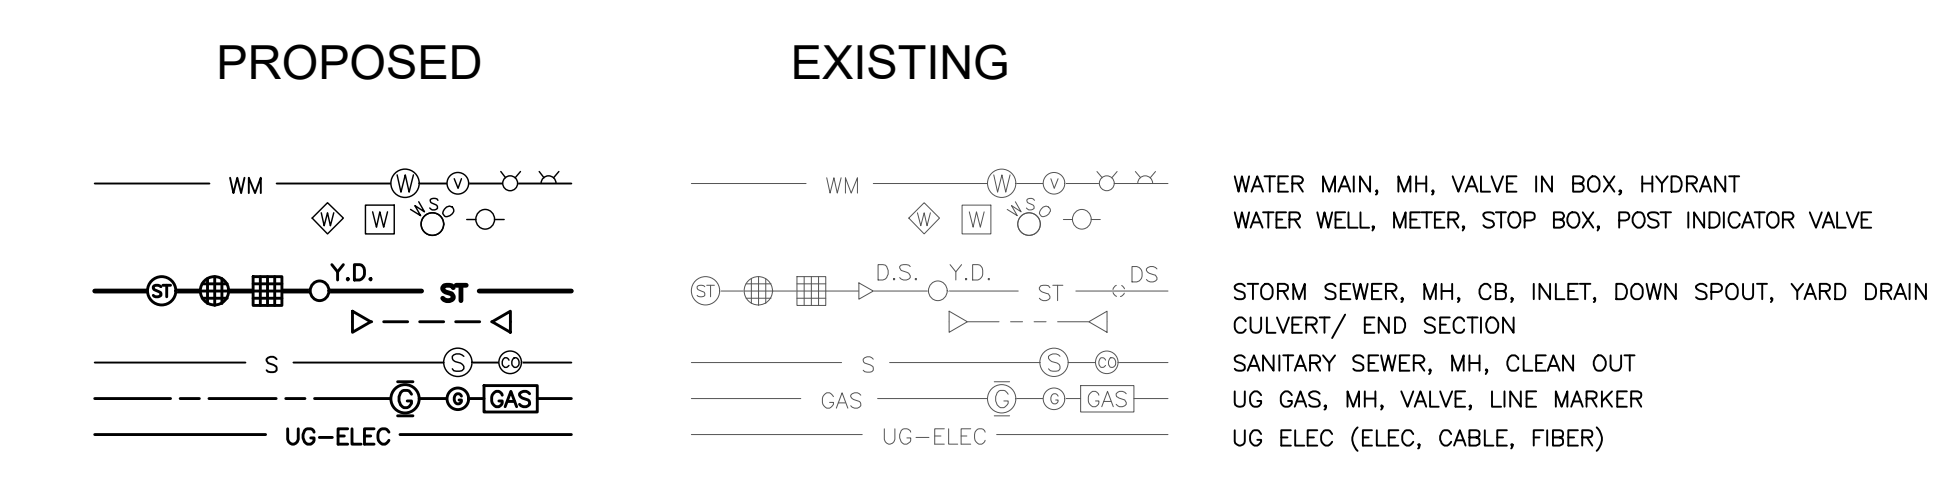 PROPOSED EXISTING
WM W V WM W V WATER MAIN, MH, VALVE IN BOX, HYDRANT
W W WSO W W WSO WATER WELL, METER, STOP BOX, POST INDICATOR VALVE
Y.D. D.S. Y.D. DS
ST ST ST ST STORM SEWER, MH, CB, INLET, DOWN SPOUT, YARD DRAIN
CULVERT/ END SECTION
S S CO S S CO SANITARY SEWER, MH, CLEAN OUT
G G GAS GAS G G GAS UG GAS, MH, VALVE, LINE MARKER
UG-ELEC UG-ELEC UG ELEC (ELEC, CABLE, FIBER)